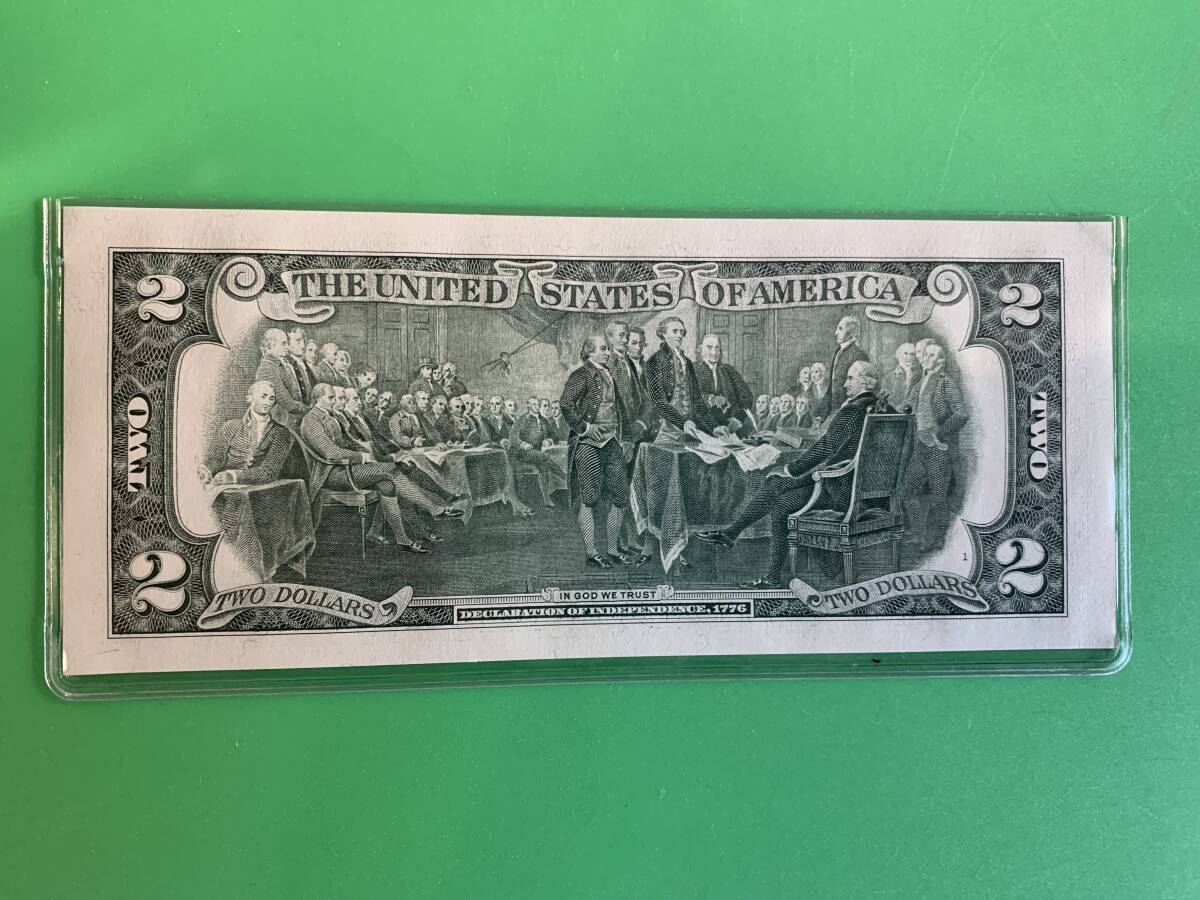 THE UNITED STATES OF AMERICA
2
2
TWO
TWO
1
2
2
TWO DOLLARS
IN GOD WE TRUST
TWO DOLLARS
DECLARATION OF INDEPENDENCE, 1776